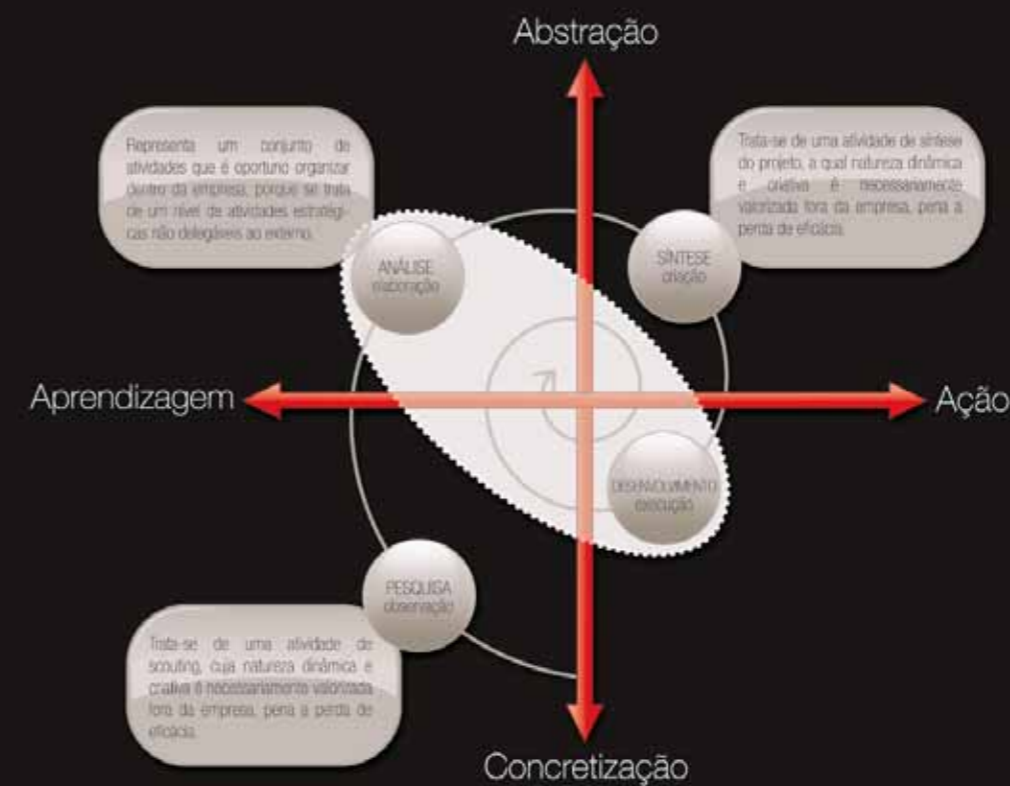 Abstração
Representa um conjunto de
atividades que é oportuno organizar
dentro da empresa, porque se trata
de um nível de atividades estratégi-
cas não delegáveis ao externo.
Trata-se de uma atividade de síntese
do projeto, a qual natureza dinâmica
e criativa é necessariamente
valorizada fora da empresa, pena a
perda de eficácia.
ANÁLISE
elaboração
SÍNTESE
criação
Aprendizagem
Ação
DESENVOLVIMENTO
execução
PESQUISA
observação
Trata-se de uma atividade de
scouting, cuja natureza dinâmica e
criativa é necessariamente valorizada
fora da empresa, pena a perda de
eficácia.
Concretização